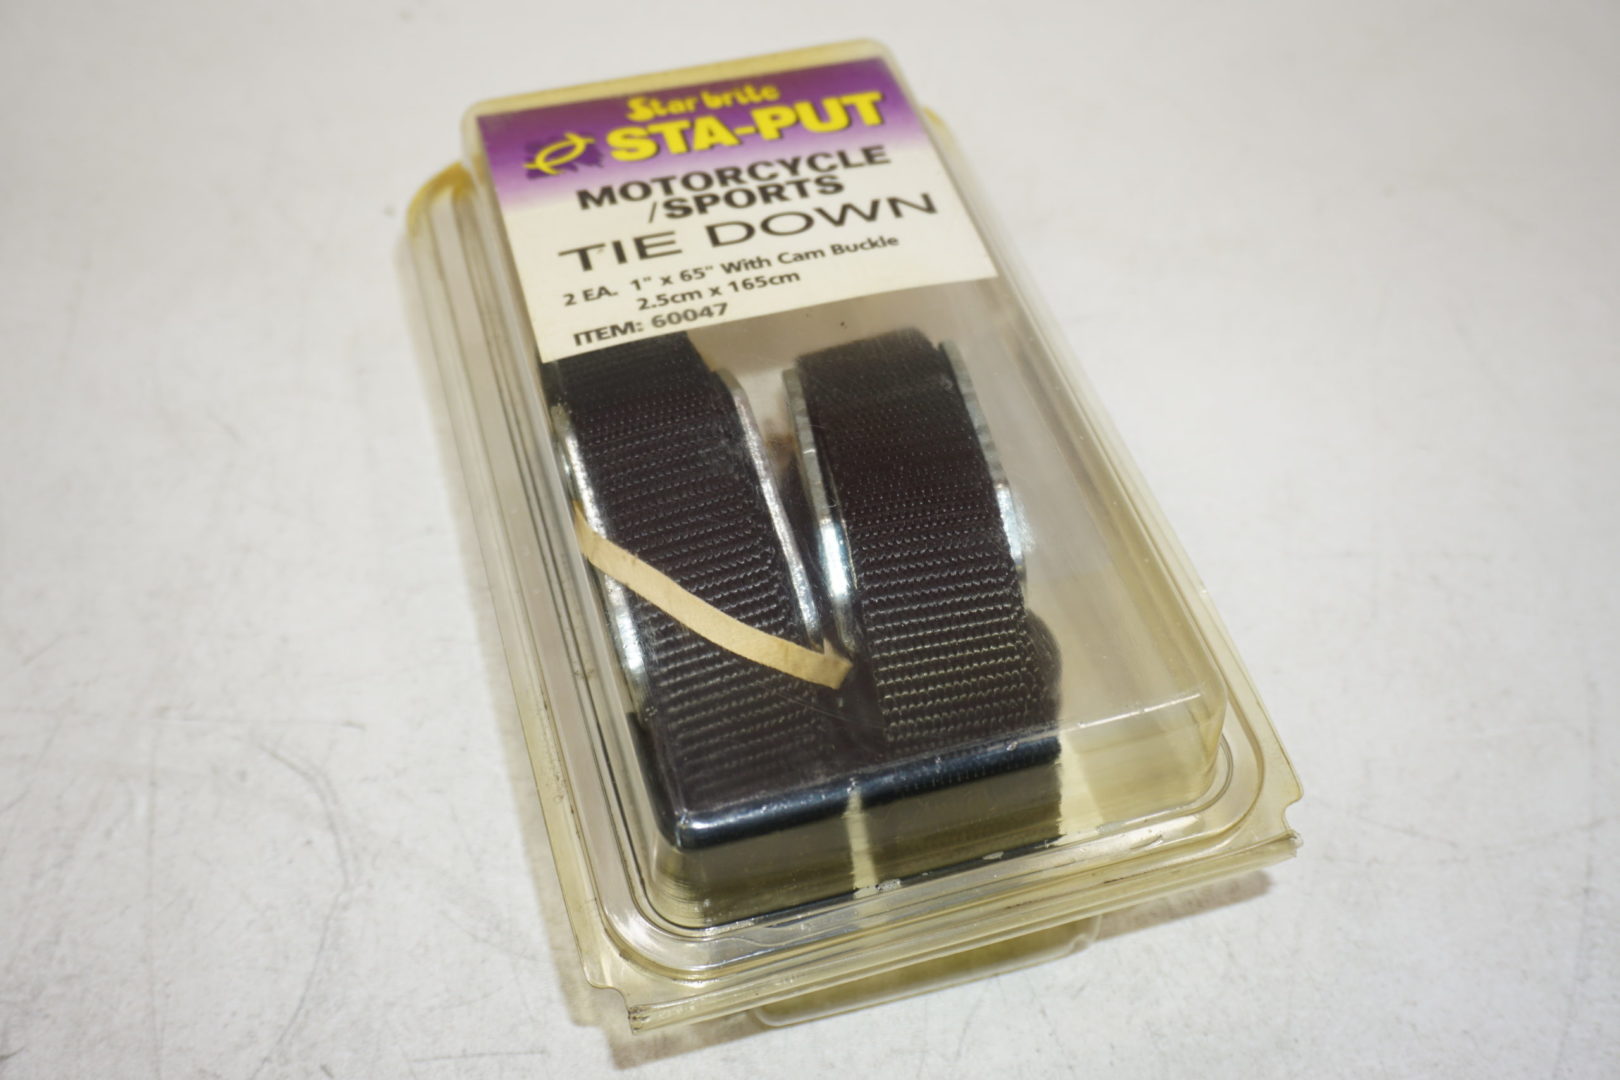 Star brite
STA-PUT
MOTORCYCLE
/SPORTS
TIE DOWN
2 EA. 1" x 65" With Cam Buckle
2.5cm x 165cm
ITEM: 60047